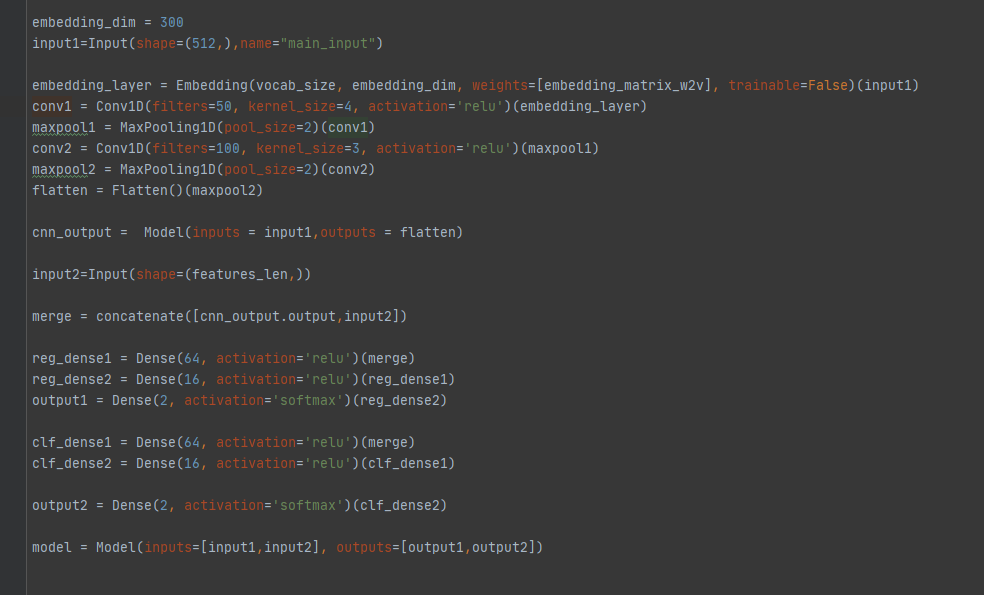 embedding_dim = 300
input1=Input(shape=(512,),name="main_input")
embedding_layer = Embedding(vocab_size, embedding_dim, weights=[embedding_matrix_w2v], trainable=False)(input1)
conv1 = Conv1D(filters=50, kernel_size=4, activation='relu')(embedding_layer)
maxpool1 = MaxPooling1D(pool_size=2)(conv1)
conv2 = Conv1D(filters=100, kernel_size=3, activation='relu')(maxpool1)
maxpool2 = MaxPooling1D(pool_size=2)(conv2)
flatten = Flatten()(maxpool2)
cnn_output =  Model(inputs = input1,outputs = flatten)
input2=Input(shape=(features_len,))
merge = concatenate([cnn_output.output,input2])
reg_dense1 = Dense(64, activation='relu')(merge)
reg_dense2 = Dense(16, activation='relu')(reg_dense1)
output1 = Dense(2, activation='softmax')(reg_dense2)
clf_dense1 = Dense(64, activation='relu')(merge)
clf_dense2 = Dense(16, activation='relu')(clf_dense1)
output2 = Dense(2, activation='softmax')(clf_dense2)
model = Model(inputs=[input1,input2], outputs=[output1,output2])